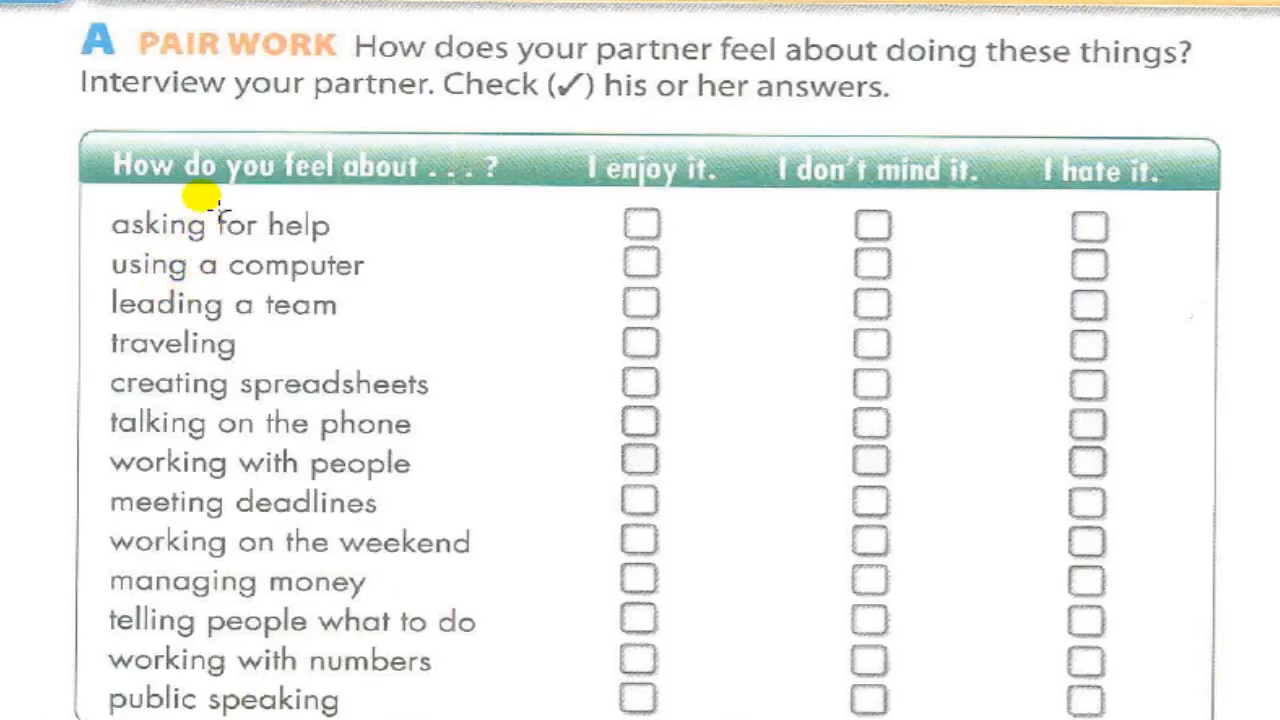 A PAIR WORK How does your partner feel about doing these things?
Interview your partner. Check (✓) his or her answers.
How do you feel about . . . ? I enjoy it. I don't mind it. I hate it.
asking for help
using a computer
leading a team
traveling
creating spreadsheets
talking on the phone
working with people
meeting deadlines
working on the weekend
managing money
telling people what to do
working with numbers
public speaking